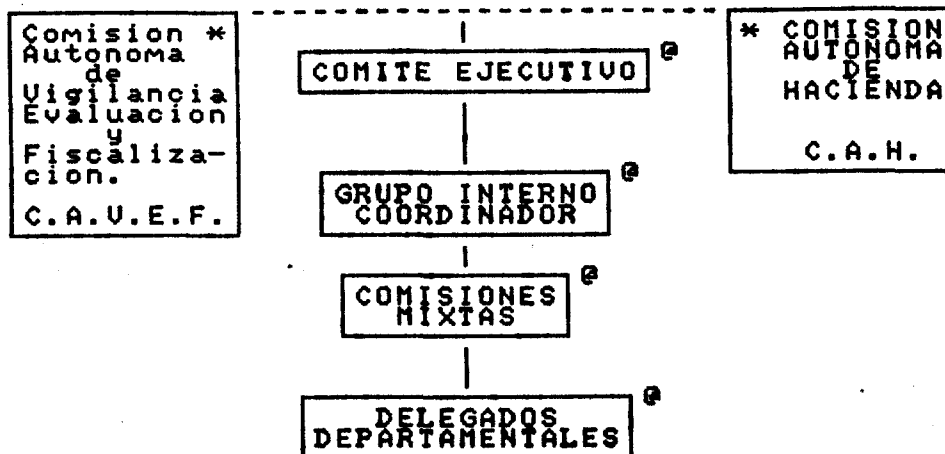 Comision *
Autonoma
de
Vigilancia
Evaluacion
y
Fiscaliza-
cion.
C.A.V.E.F.
@
COMITE EJECUTIVO
@
GRUPO INTERNO
COORDINADOR
@
COMISIONES
MIXTAS
@
DELEGADOS
DEPARTAMENTALES
* COMISION
AUTONOMA
DE
HACIENDA
C.A.H.